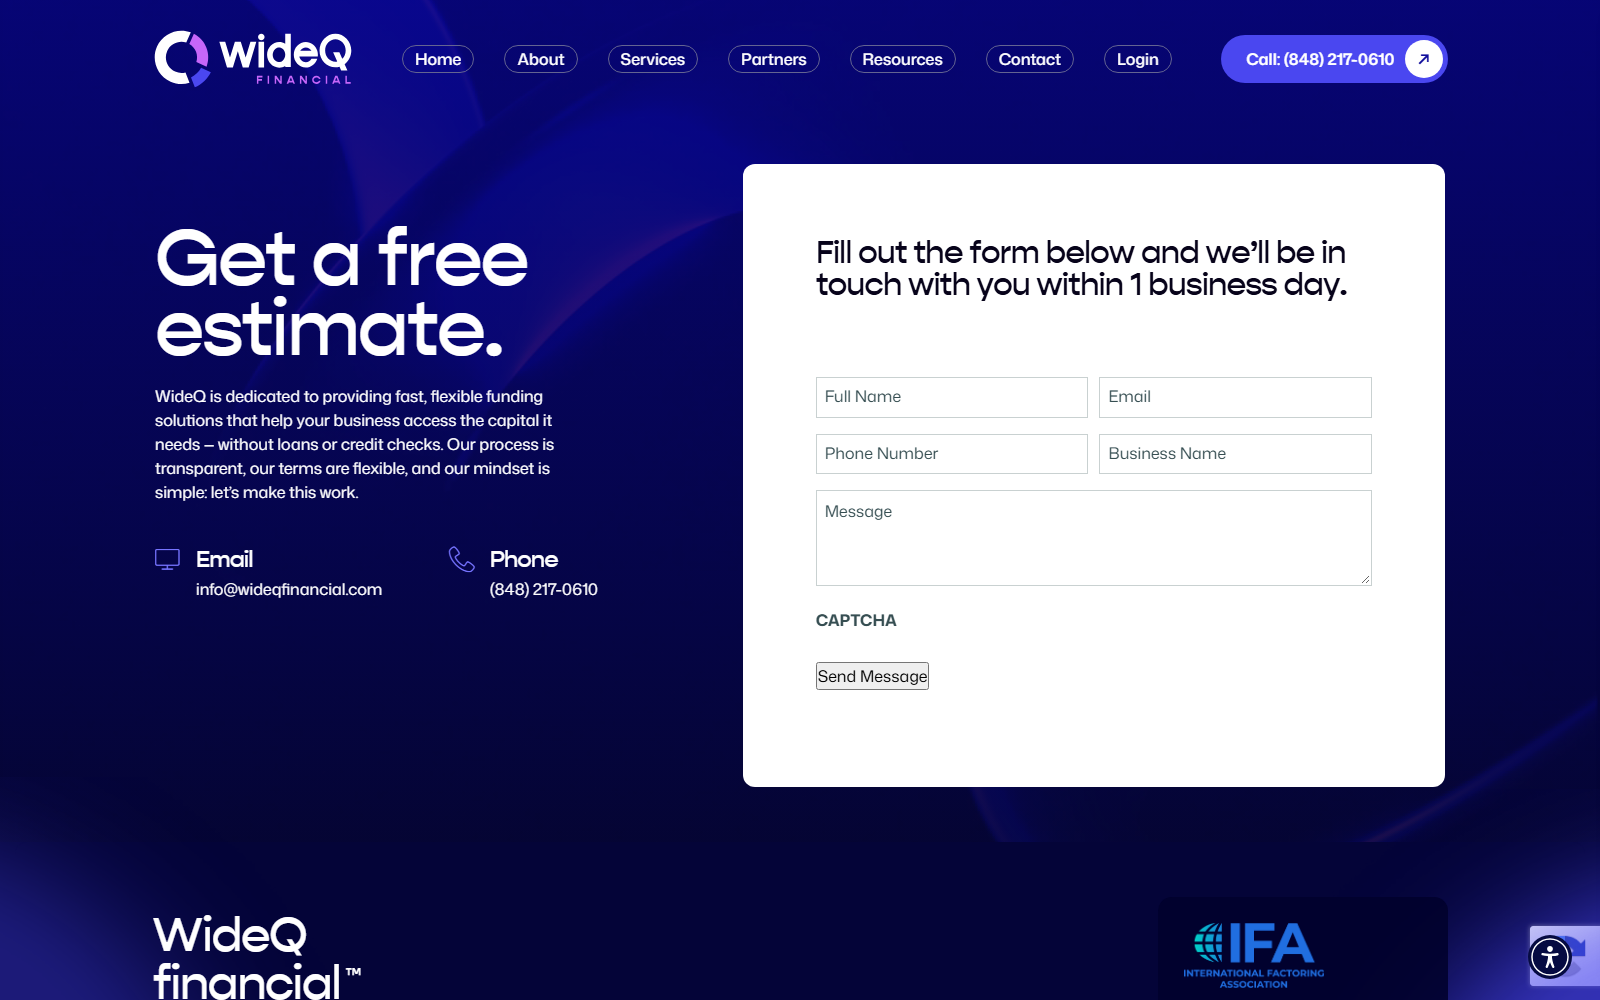 wideQ
FINANCIAL
Home
About
Services
Partners
Resources
Contact
Login
Call: (848) 217-0610
Get a free
estimate.
WideQ is dedicated to providing fast, flexible funding
solutions that help your business access the capital it
needs – without loans or credit checks. Our process is
transparent, our terms are flexible, and our mindset is
simple: let’s make this work.
Email
info@wideqfinancial.com
Phone
(848) 217-0610
Fill out the form below and we’ll be in
touch with you within 1 business day.
Full Name
Email
Phone Number
Business Name
Message
CAPTCHA
Send Message
WideQ
financial™
IFA
INTERNATIONAL FACTORING
ASSOCIATION